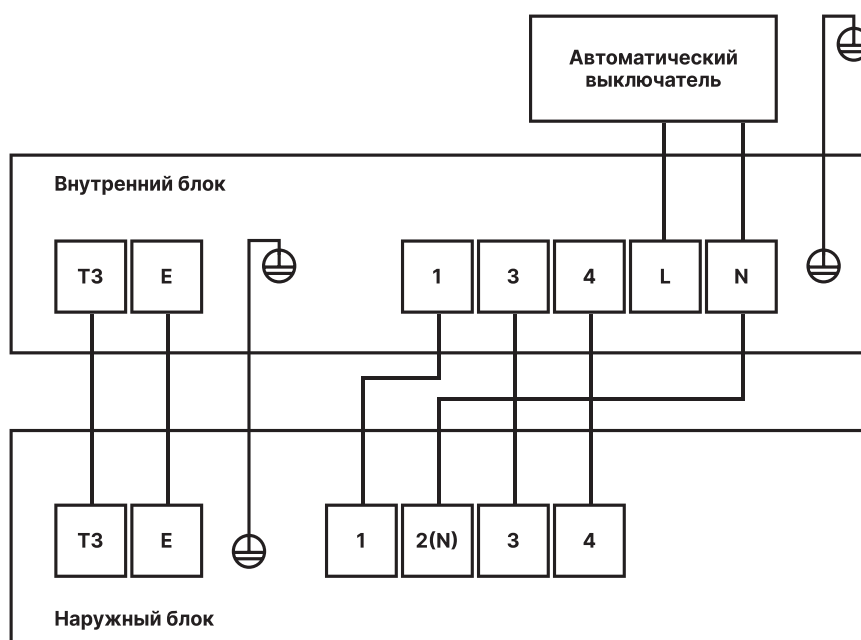 Автоматический
выключатель
Внутренний блок
T3 E 1 3 4 L N
T3 E 1 2(N) 3 4
Наружный блок